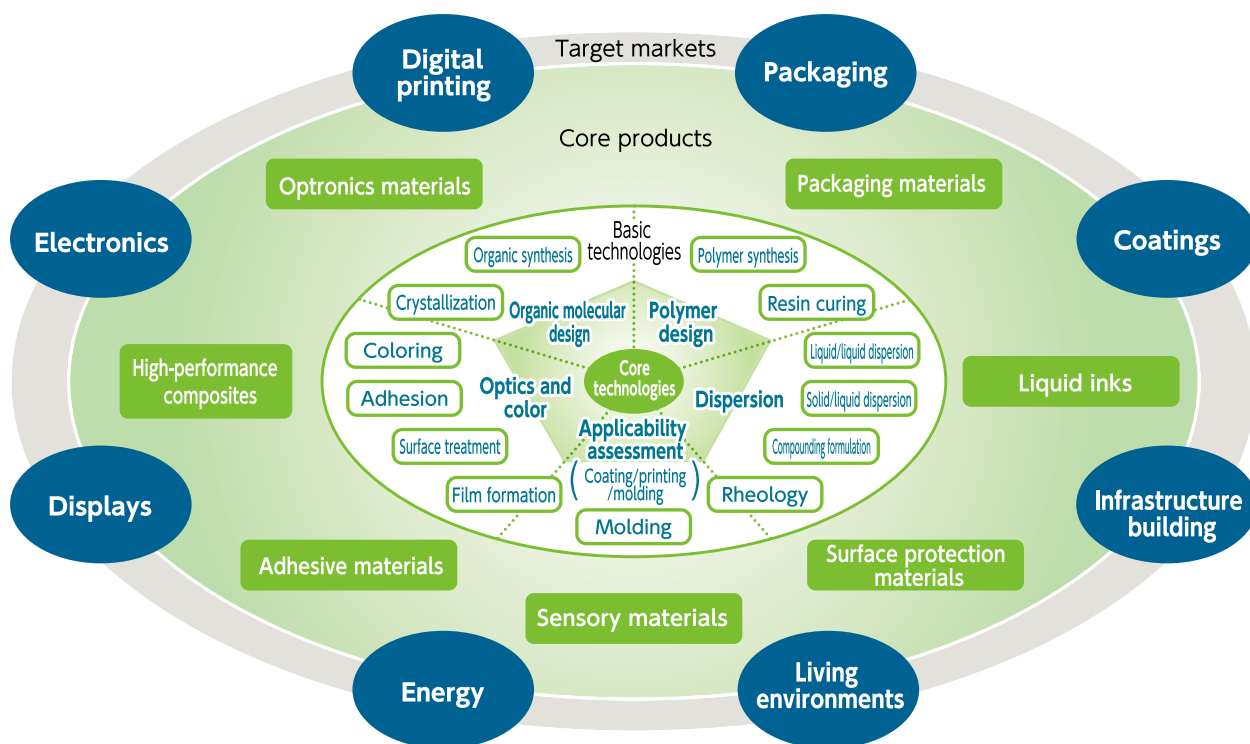 Target markets
Digital
printing
Packaging
Core products
Optronics materials
Packaging materials
Electronics
Coatings
Basic
technologies
Organic synthesis
Polymer synthesis
Crystallization
Resin curing
Organic molecular
design
Polymer
design
Coloring
Liquid/liquid dispersion
High-performance
composites
Core
technologies
Liquid inks
Adhesion
Optics and
color
Dispersion
Solid/liquid dispersion
Applicability
assessment
Surface treatment
Compounding formulation
(Coating/printing
/molding)
Film formation
Rheology
Molding
Displays
Infrastructure
building
Adhesive materials
Surface protection
materials
Sensory materials
Energy
Living
environments